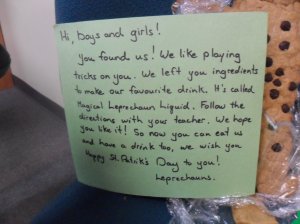 Hi, boys and girls!
You found us! We like playing
tricks on you. We left you ingredients
to make our favourite drink. It's called
Magical Leprechaun Liquid. Follow the
directions with your teacher. We hope
you like it! So now you can eat us
and have a drink too, we wish you
Happy St. Patrik's Day to you!
Leprechauns.